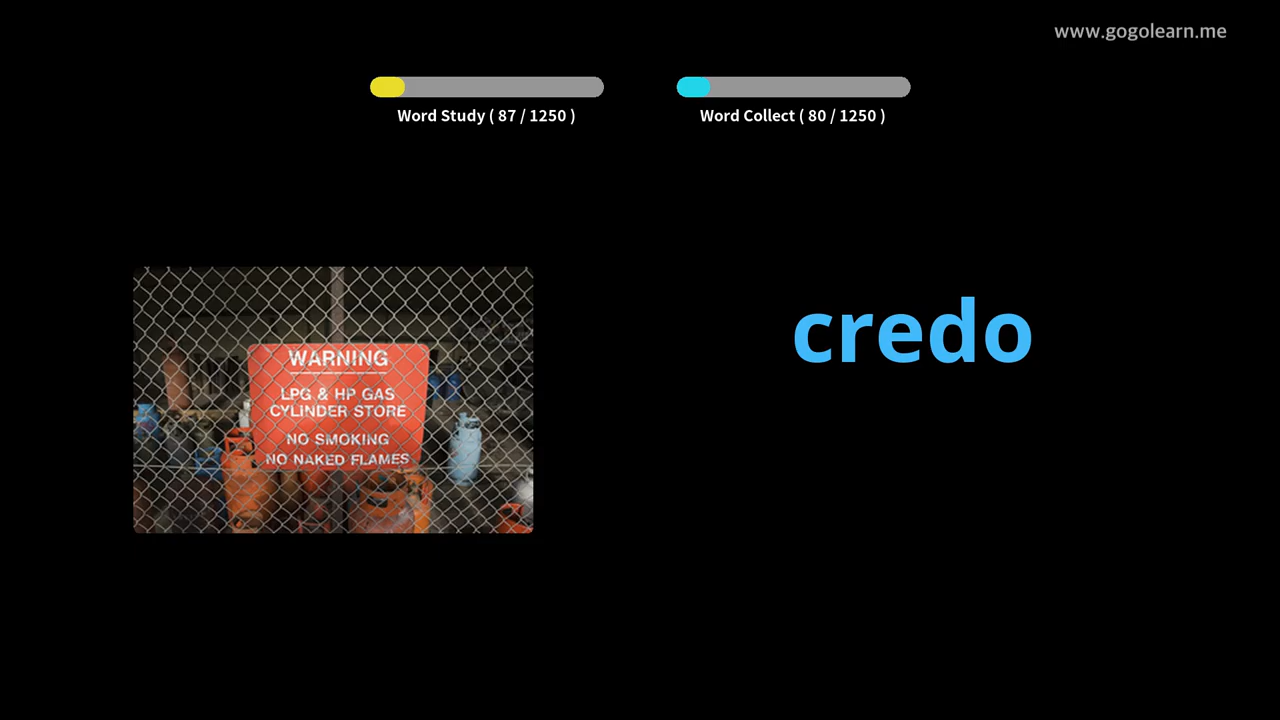 www.gogolearn.me
Word Study ( 87 / 1250 )
Word Collect ( 80 / 1250 )
credo
WARNING
LPG & HP GAS
CYLINDER STORE
NO SMOKING
NO NAKED FLAMES